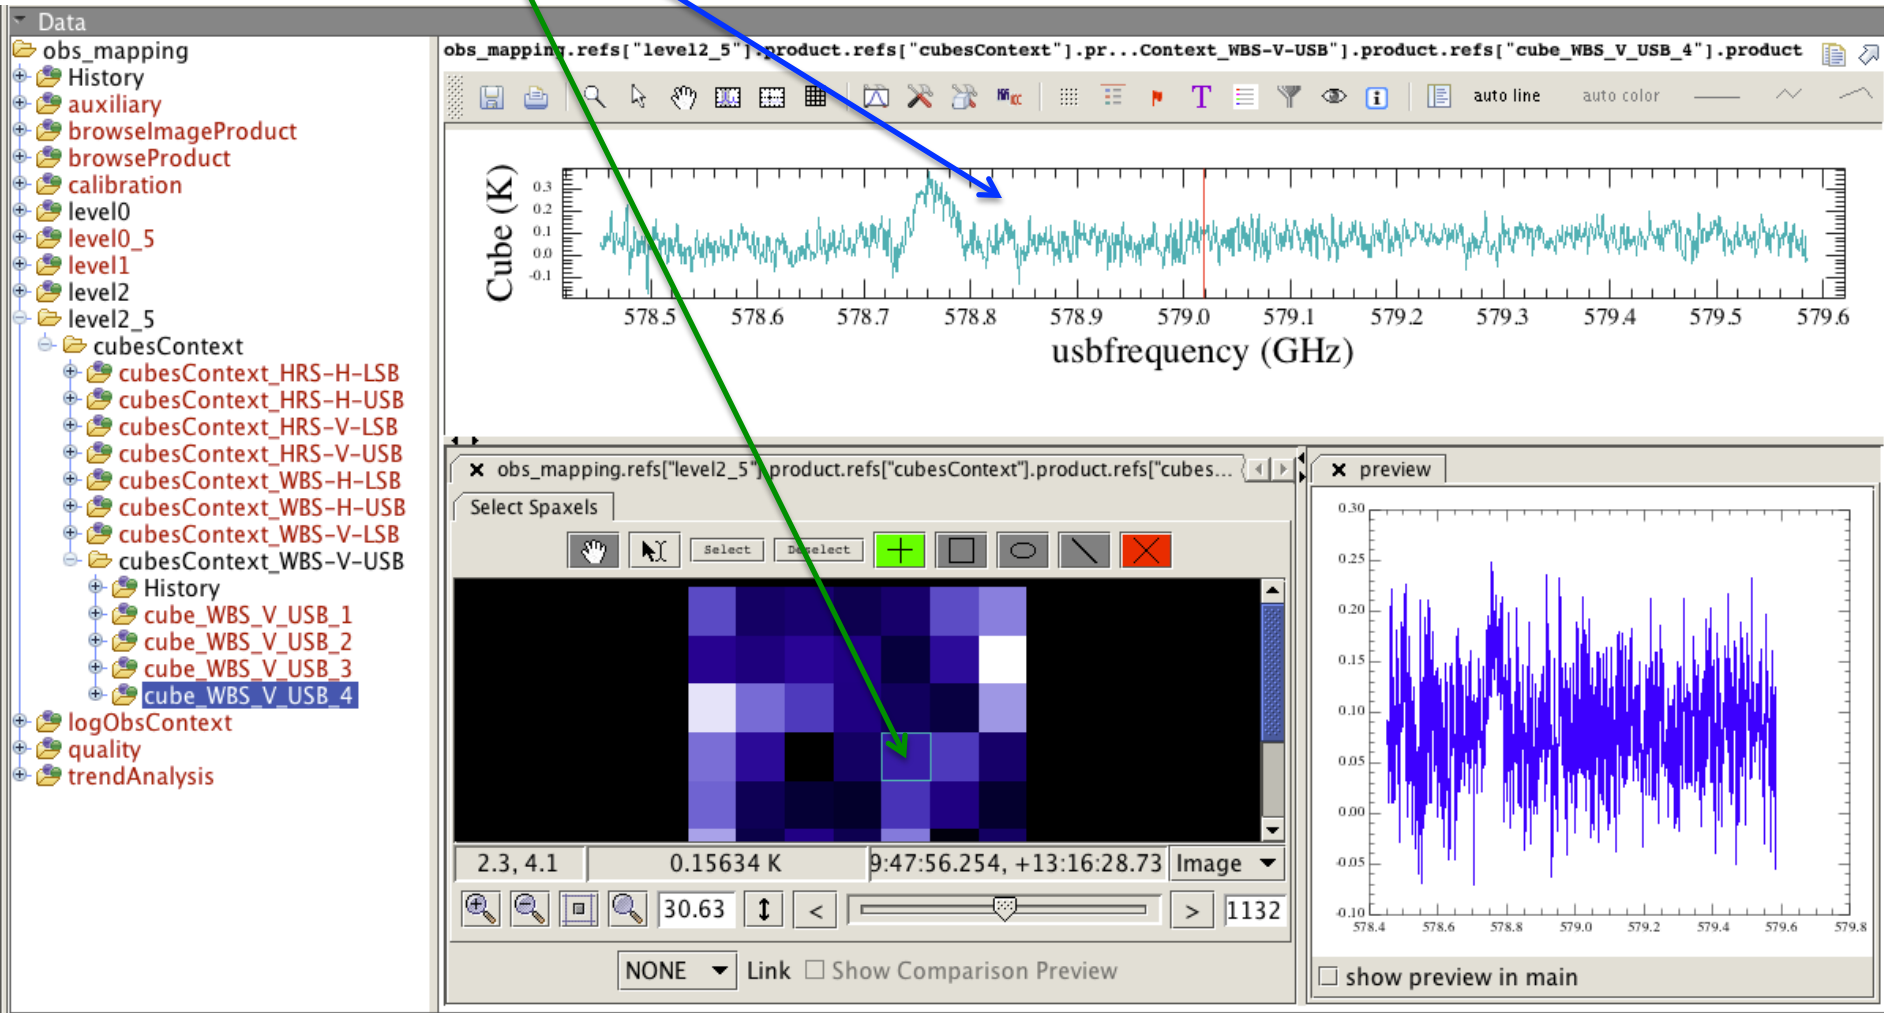 Data
obs_mapping
History
auxiliary
browseImageProduct
browseProduct
calibration
level0
level0_5
level1
level2
level2_5
cubesContext
cubesContext_HRS-H-LSB
cubesContext_HRS-H-USB
cubesContext_HRS-V-LSB
cubesContext_HRS-V-USB
cubesContext_WBS-H-LSB
cubesContext_WBS-H-USB
cubesContext_WBS-V-LSB
cubesContext_WBS-V-USB
History
cube_WBS_V_USB_1
cube_WBS_V_USB_2
cube_WBS_V_USB_3
cube_WBS_V_USB_4
logObsContext
quality
trendAnalysis
obs_mapping.refs["level2_5"].product.refs["cubesContext"].pr...Context_WBS-V-USB"].product.refs["cube_WBS_V_USB_4"].product
T auto line auto color
Cube (K)
0.3
0.2
0.1
0.0
-0.1
578.5 578.6 578.7 578.8 578.9 579.0 579.1 579.2 579.3 579.4 579.5 579.6
usbfrequency (GHz)
obs_mapping.refs["level2_5"].product.refs["cubesContext"].product.refs["cubes...
Select Spaxels
Select Deselect
2.3, 4.1 0.15634 K 9:47:56.254, +13:16:28.73 Image
30.63 < > 1132
NONE Link Show Comparison Preview
preview
0.30
0.25
0.20
0.15
0.10
0.05
0.00
-0.05
-0.10
578.4 578.6 578.8 579.0 579.2 579.4 579.6 579.8
show preview in main